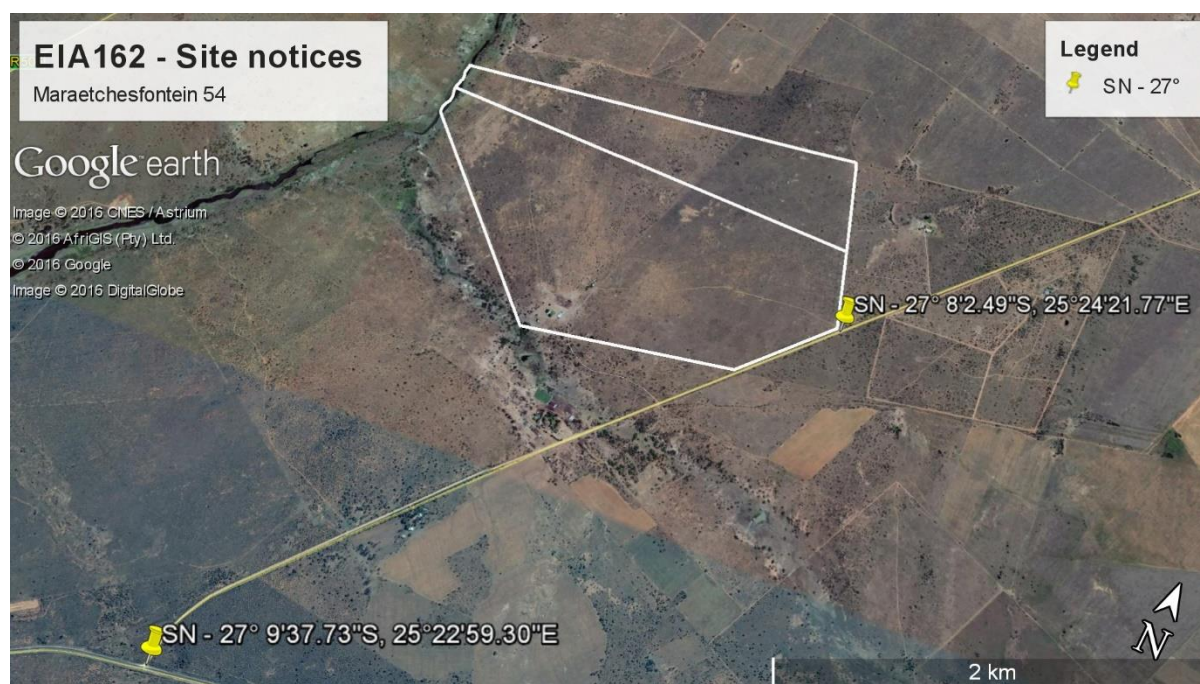 EIA162 - Site notices
Maraetchesfontein 54
Legend
SN - 27°
Google earth
Image © 2016 CNES / Astrium
© 2016 AfriGIS (Pty) Ltd.
© 2016 Google
Image © 2016 DigitalGlobe
SN - 27° 8'2.49"S, 25°24'21.77"E
SN - 27° 9'37.73"S, 25°22'59.30"E
N
2 km